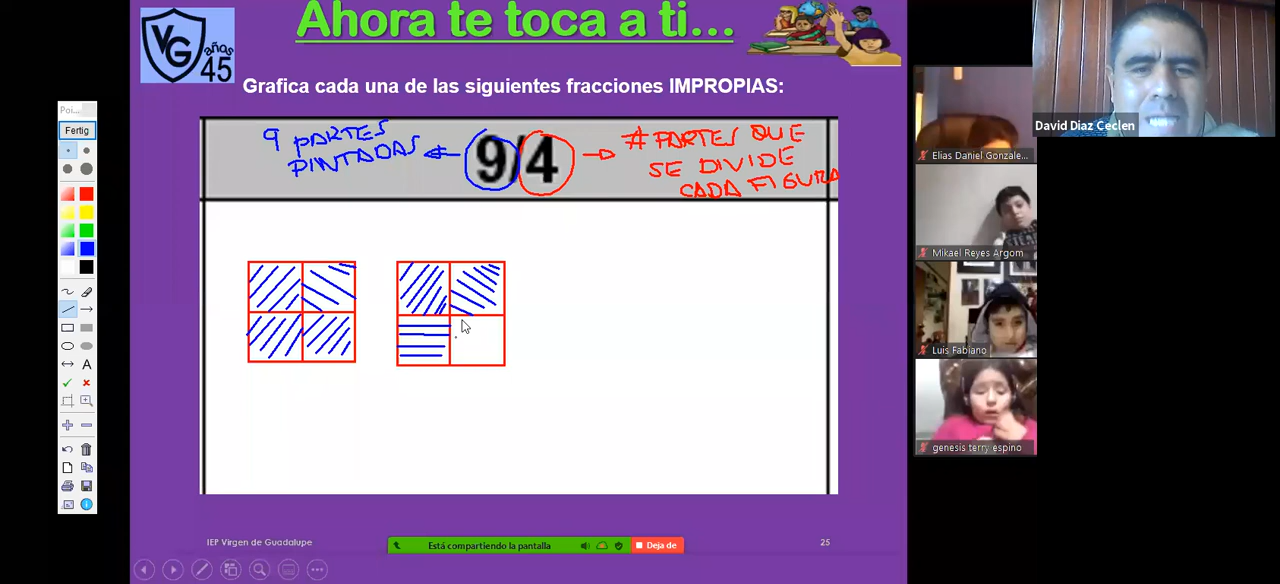 Ahora te toca a ti...
VG
años
45
Grafica cada una de las siguientes fracciones IMPROPIAS:
9 PARTES
PINTADAS
9/4
# PARTES QUE
SE DIVIDE
CADA FIGURA
Fertig
A
David Diaz Ceclen
Elias Daniel Gonzale...
Mikael Reyes Argom
Luis Fabiano
genesis terry espino
IEP Virgen de Guadalupe
Está compartiendo la pantalla
Deja de
25